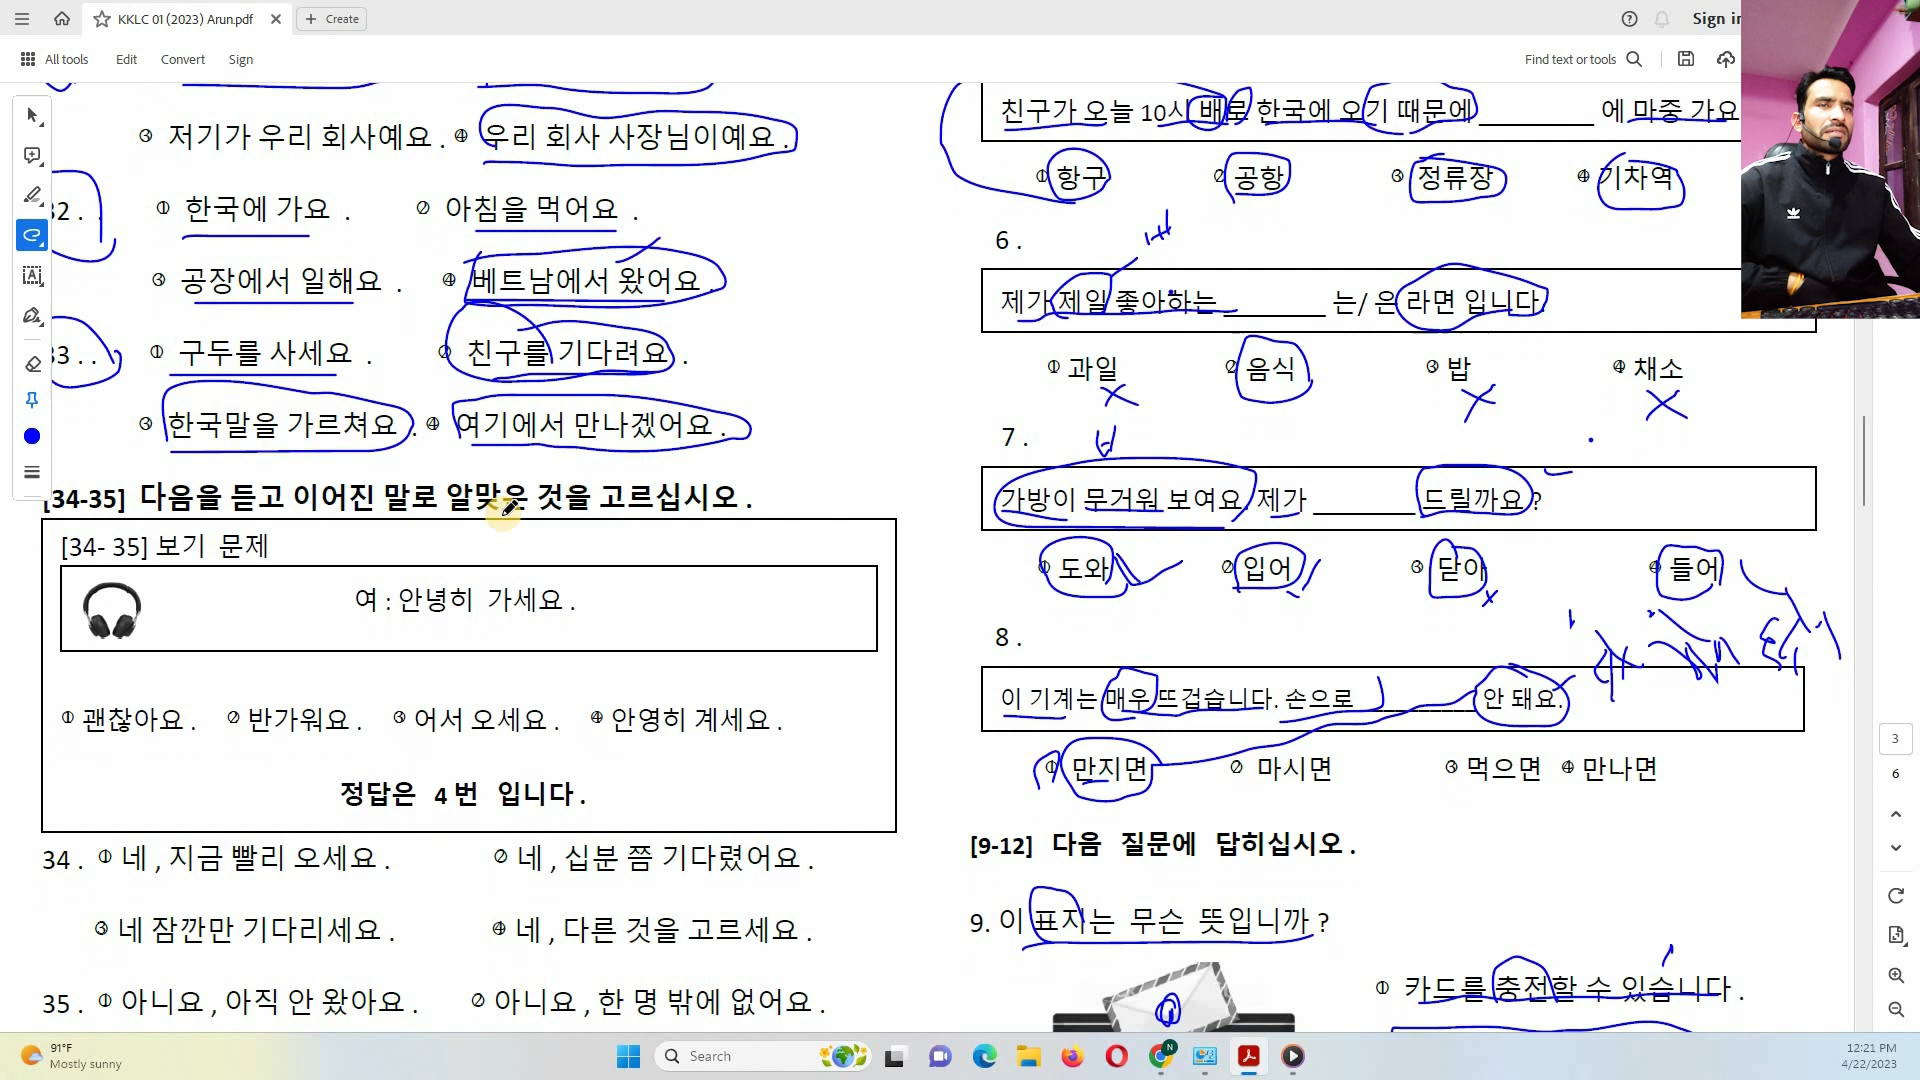 KKLC 01 (2023) Arun.pdf
Create
Sign in
All tools
Edit
Convert
Sign
Find text or tools
③ 저기가 우리 회사예요 . ④ 우리 회사 사장님이예요 .
32 . ① 한국에 가요 . ② 아침을 먹어요 .
③ 공장에서 일해요 . ④ 베트남에서 왔어요 .
33 . . ① 구두를 사세요 . ② 친구를 기다려요 .
③ 한국말을 가르쳐요 . ④ 여기에서 만나겠어요 .
[34-35] 다음을 듣고 이어진 말로 알맞은 것을 고르십시오 .
[34- 35] 보기 문제
여 : 안녕히 가세요 .
① 괜찮아요 . ② 반가워요 . ③ 어서 오세요 . ④ 안영히 계세요 .
정답은 4 번 입니다 .
34 . ① 네 , 지금 빨리 오세요 . ② 네 , 십분 쯤 기다렸어요 .
③ 네 잠깐만 기다리세요 . ④ 네 , 다른 것을 고르세요 .
35 . ① 아니요 , 아직 안 왔아요 . ② 아니요 , 한 명 밖에 없어요 .
친구가 오늘 10시 배로 한국에 오기 때문에 __________ 에 마중 가요
① 항구 ② 공항 ③ 정류장 ④ 기차역
6 .
제가 제일 좋아하는 _________ 는/ 은 라면 입니다.
① 과일 ② 음식 ③ 밥 ④ 채소
7 .
가방이 무거워 보여요. 제가 _________ 드릴까요 ?
① 도와 ② 입어 ③ 닫아 ④ 들어
8 .
이 기계는 매우 뜨겁습니다. 손으로 __________ 안 돼요.
① 만지면 ② 마시면 ③ 먹으면 ④ 만나면
[9-12] 다음 질문에 답히십시오 .
9. 이 표지는 무슨 뜻입니까 ?
① 카드를 충전할 수 있습니다 .
3
6
91°F
Mostly sunny
Search
12:21 PM
4/22/2023